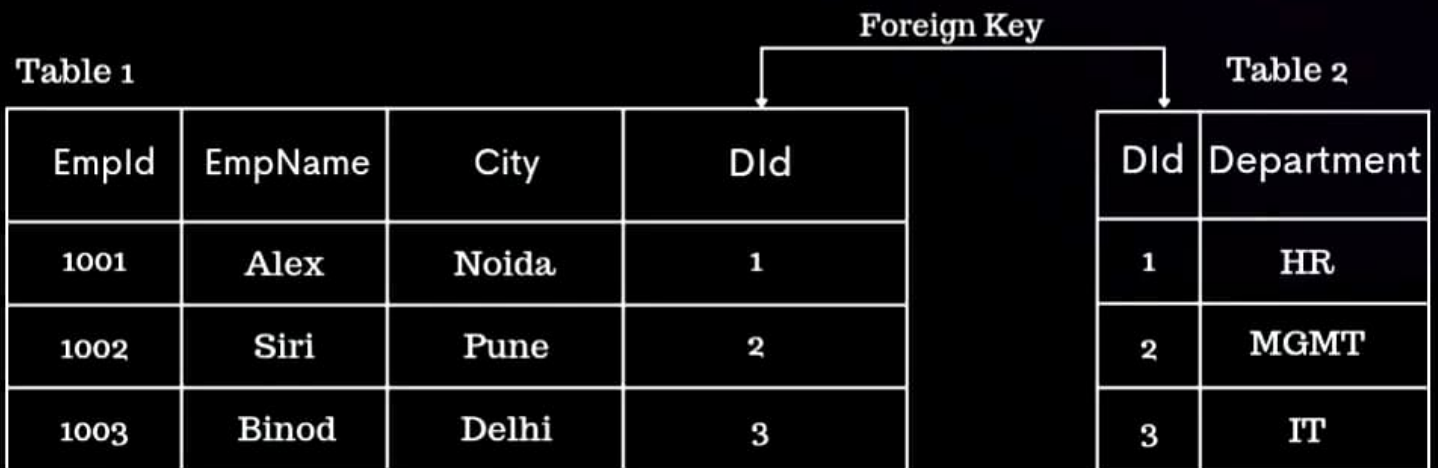 Foreign Key
Table 1
Table 2
EmpId EmpName City DId
DId Department
1001 Alex Noida 1
1 HR
1002 Siri Pune 2
2 MGMT
1003 Binod Delhi 3
3 IT